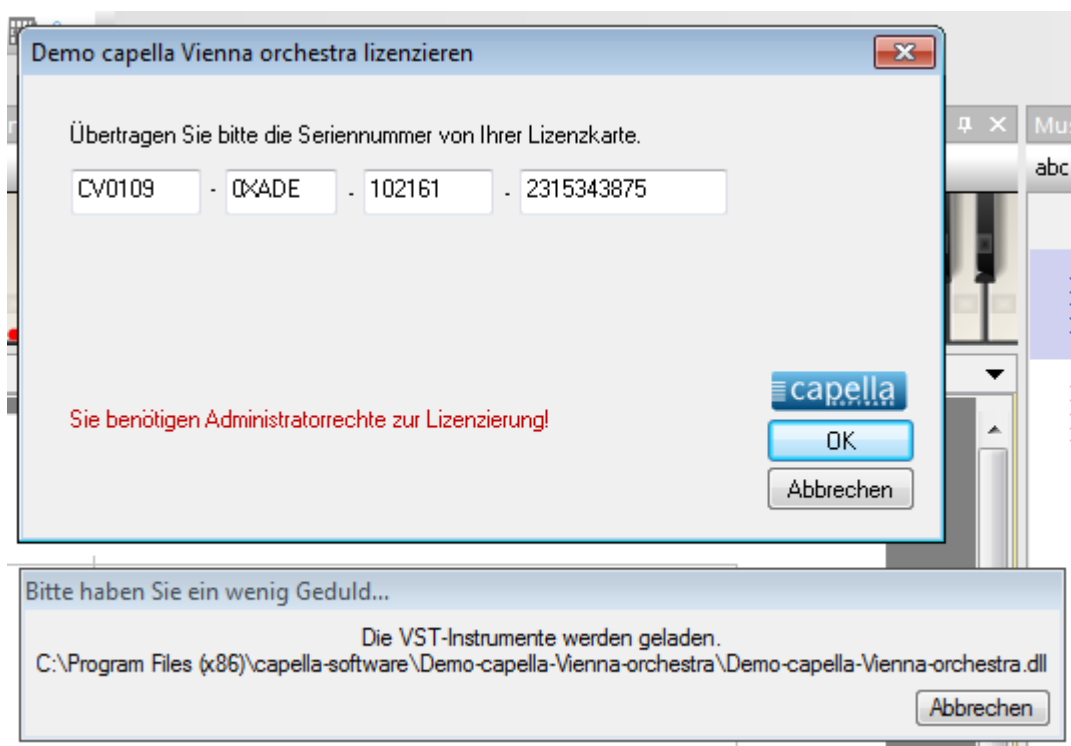 Demo capella Vienna orchestra lizenzieren
Übertragen Sie bitte die Seriennummer von Ihrer Lizenzkarte.
CV0109 - 0XADE - 102161 - 2315343875
Mus
abc
capella
SOFTWARE
Sie benötigen Administratorrechte zur Lizenzierung!
OK
Abbrechen
Bitte haben Sie ein wenig Geduld...
Die VST-Instrumente werden geladen.
C:\Program Files (x86)\capella-software\Demo-capella-Vienna-orchestra\Demo-capella-Vienna-orchestra.dll
Abbrechen